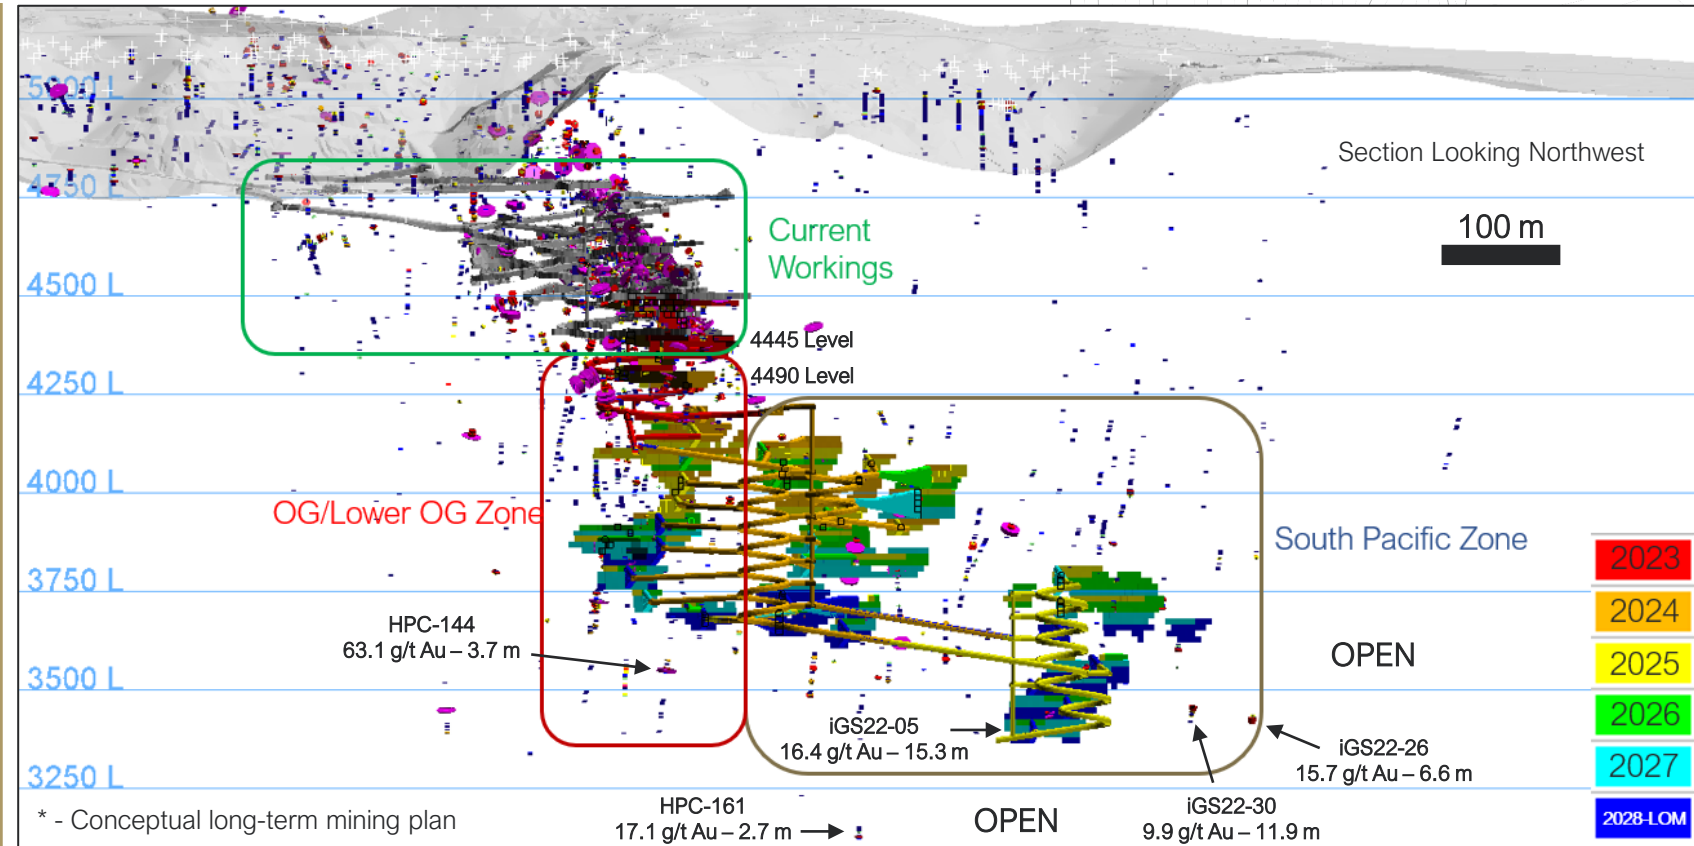 5000 L
Section Looking Northwest
4750 L
100 m
Current
Workings
4500 L
4445 Level
4490 Level
4250 L
4000 L
OG/Lower OG Zone
South Pacific Zone
2023
3750 L
2024
HPC-144
63.1 g/t Au – 3.7 m
OPEN
2025
3500 L
2026
iGS22-05
16.4 g/t Au – 15.3 m
iGS22-26
15.7 g/t Au – 6.6 m
2027
3250 L
* - Conceptual long-term mining plan
HPC-161
17.1 g/t Au – 2.7 m
OPEN
iGS22-30
9.9 g/t Au – 11.9 m
2028-LOM